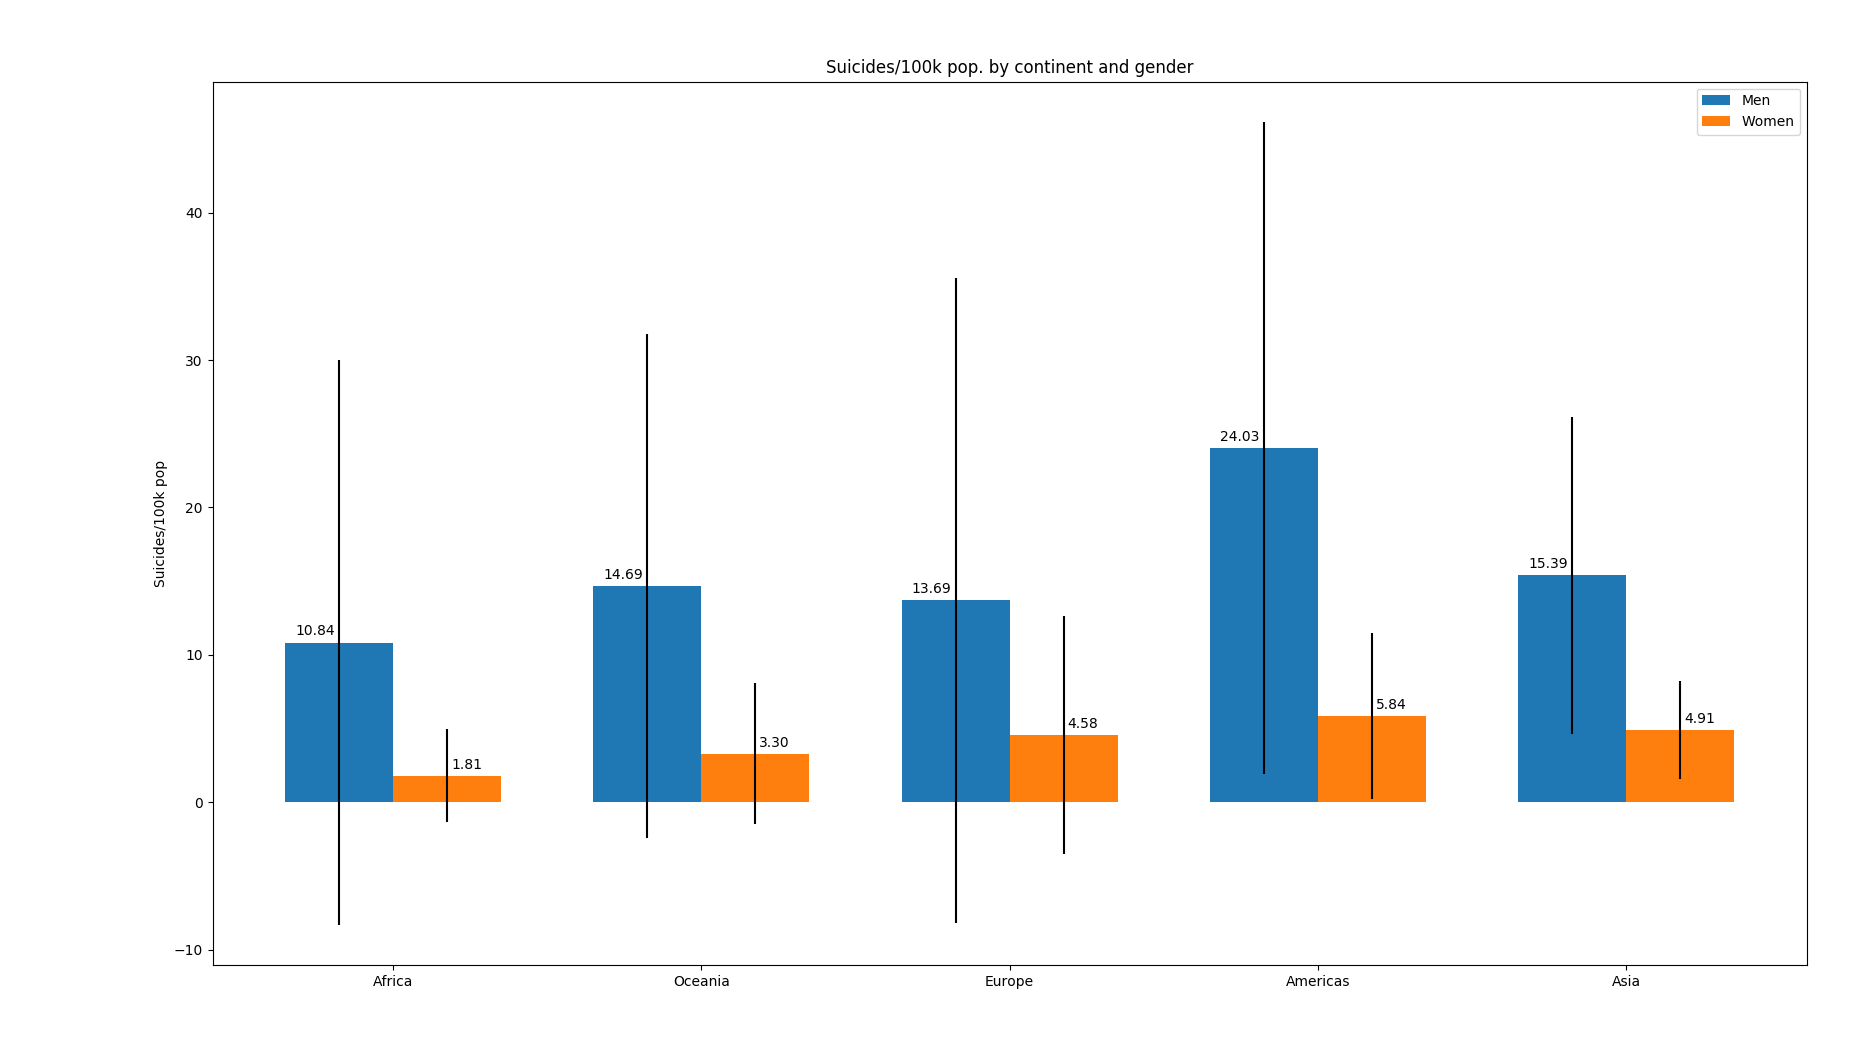 Suicides/100k pop. by continent and gender
Men
Women
Suicides/100k pop
40
30
20
10
0
−10
10.84
1.81
14.69
3.30
13.69
4.58
24.03
5.84
15.39
4.91
Africa
Oceania
Europe
Americas
Asia